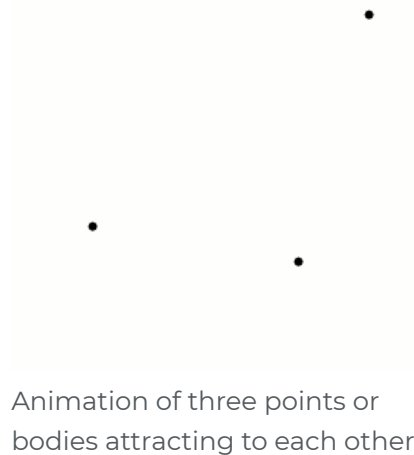 Animation of three points or
bodies attracting to each other